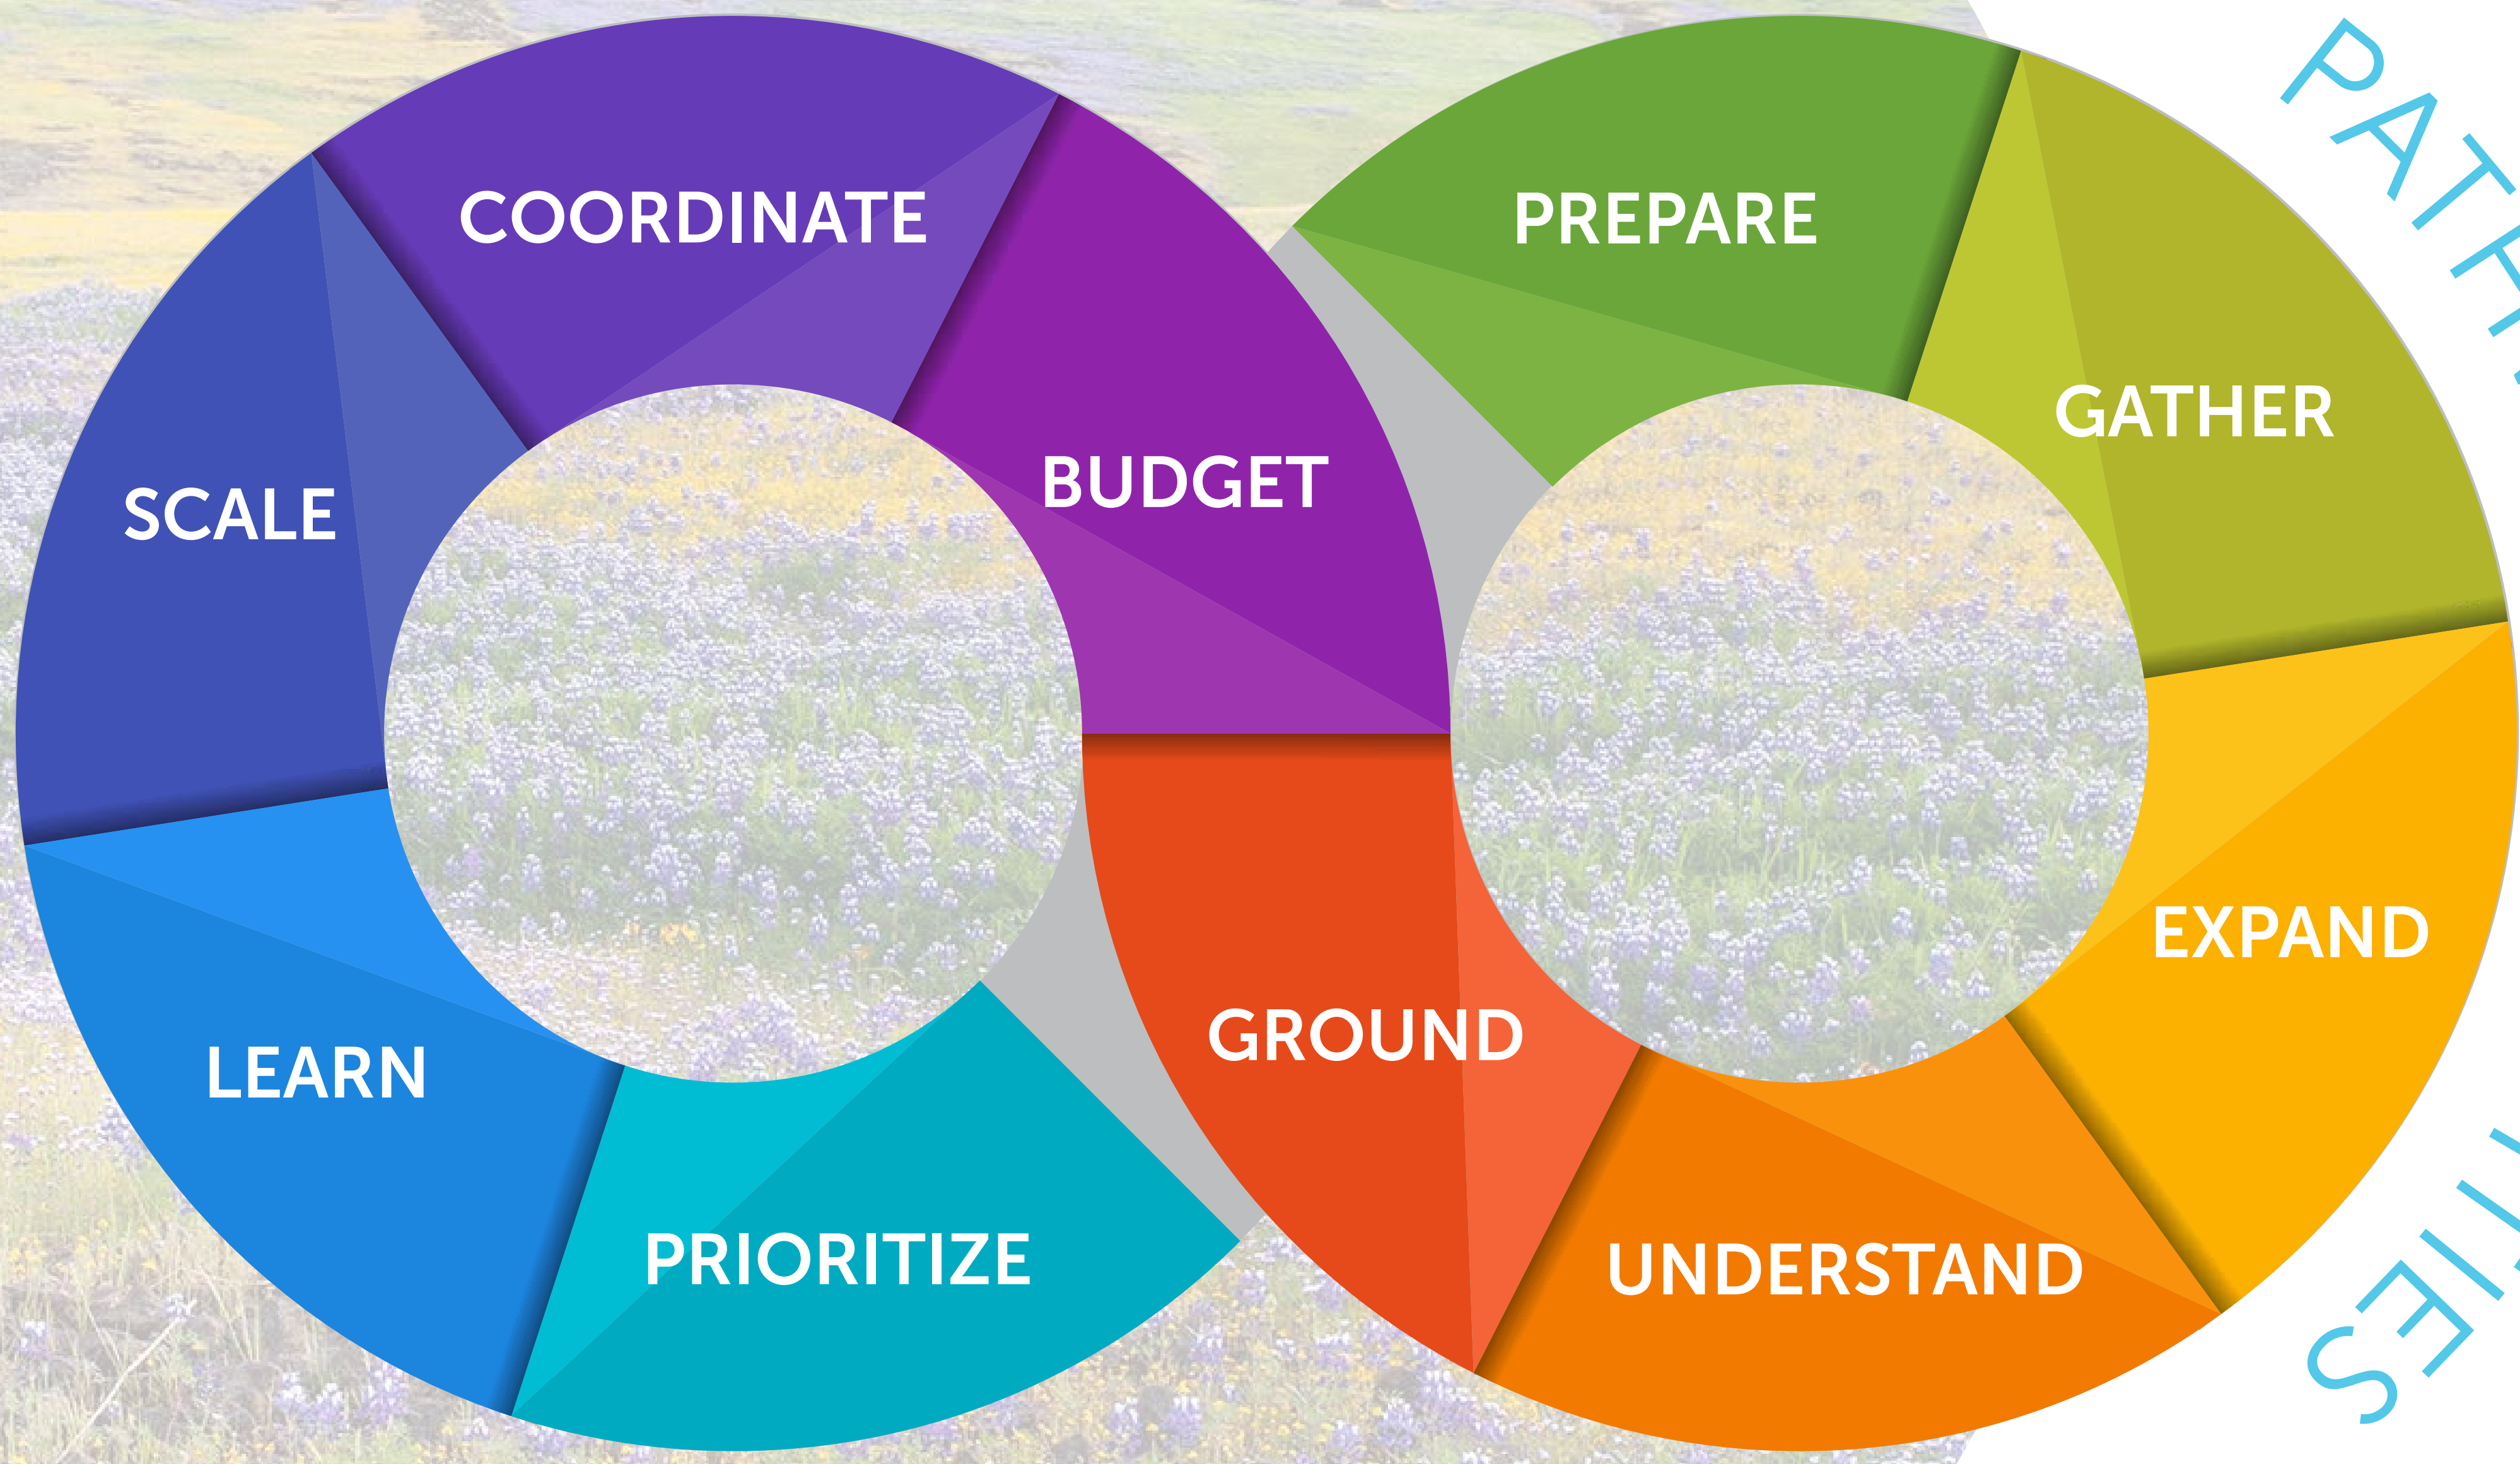 COORDINATE
PREPARE
GATHER
BUDGET
SCALE
EXPAND
GROUND
LEARN
PRIORITIZE
UNDERSTAND